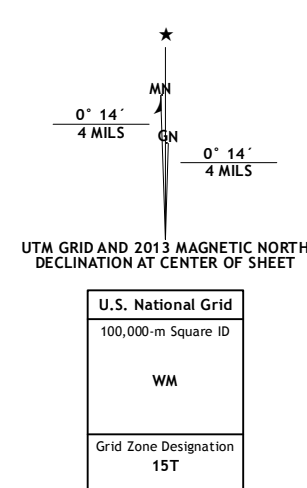 ★
MN
0° 14´
4 MILS
GN
0° 14´
4 MILS
UTM GRID AND 2013 MAGNETIC NORTH
DECLINATION AT CENTER OF SHEET
U.S. National Grid
100,000-m Square ID
WM
Grid Zone Designation
15T